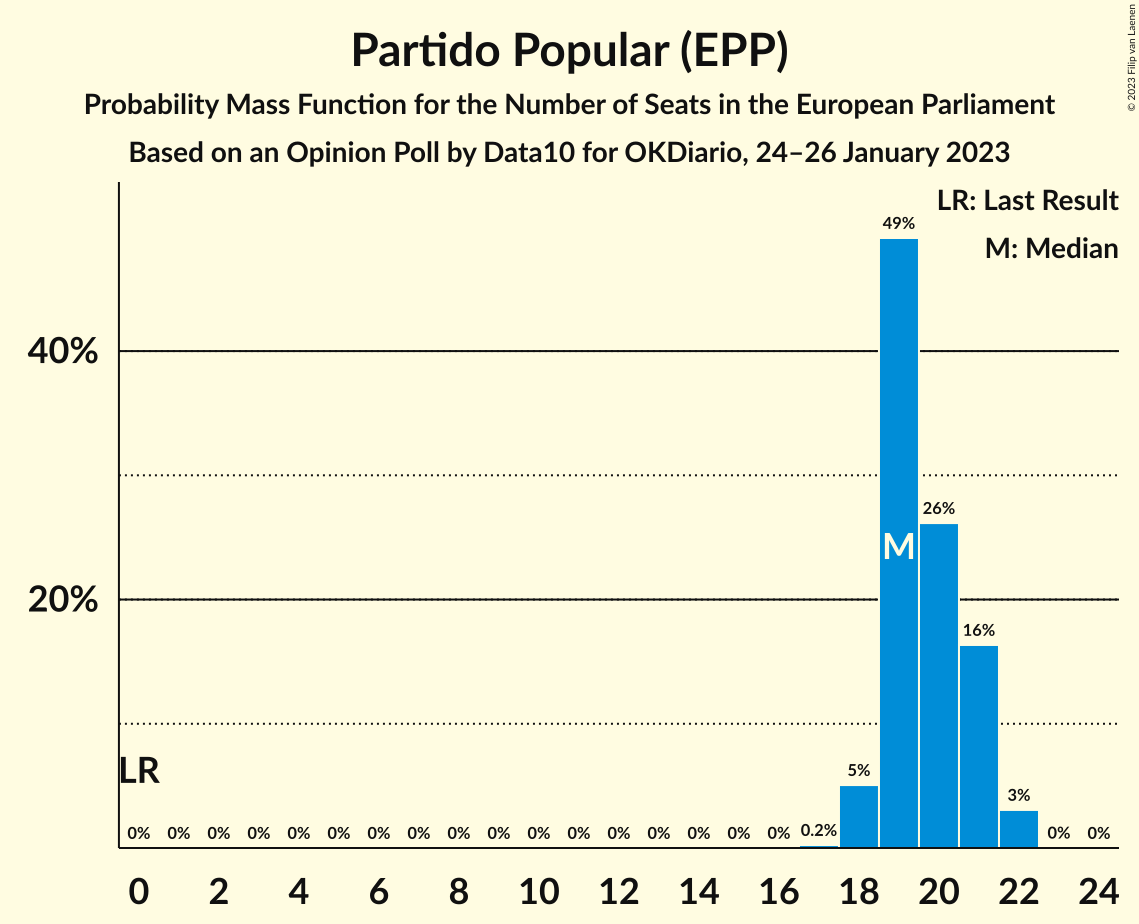 Partido Popular (EPP)
Probability Mass Function for the Number of Seats in the European Parliament
Based on an Opinion Poll by Data10 for OKDiario, 24–26 January 2023
© 2023 Filip van Laenen
LR: Last Result
M: Median
40%
20%
LR
M
0% 0% 0% 0% 0% 0% 0% 0% 0% 0% 0% 0% 0% 0% 0% 0% 0% 0.2% 5% 49% 26% 16% 3% 0% 0%
0 2 4 6 8 10 12 14 16 18 20 22 24